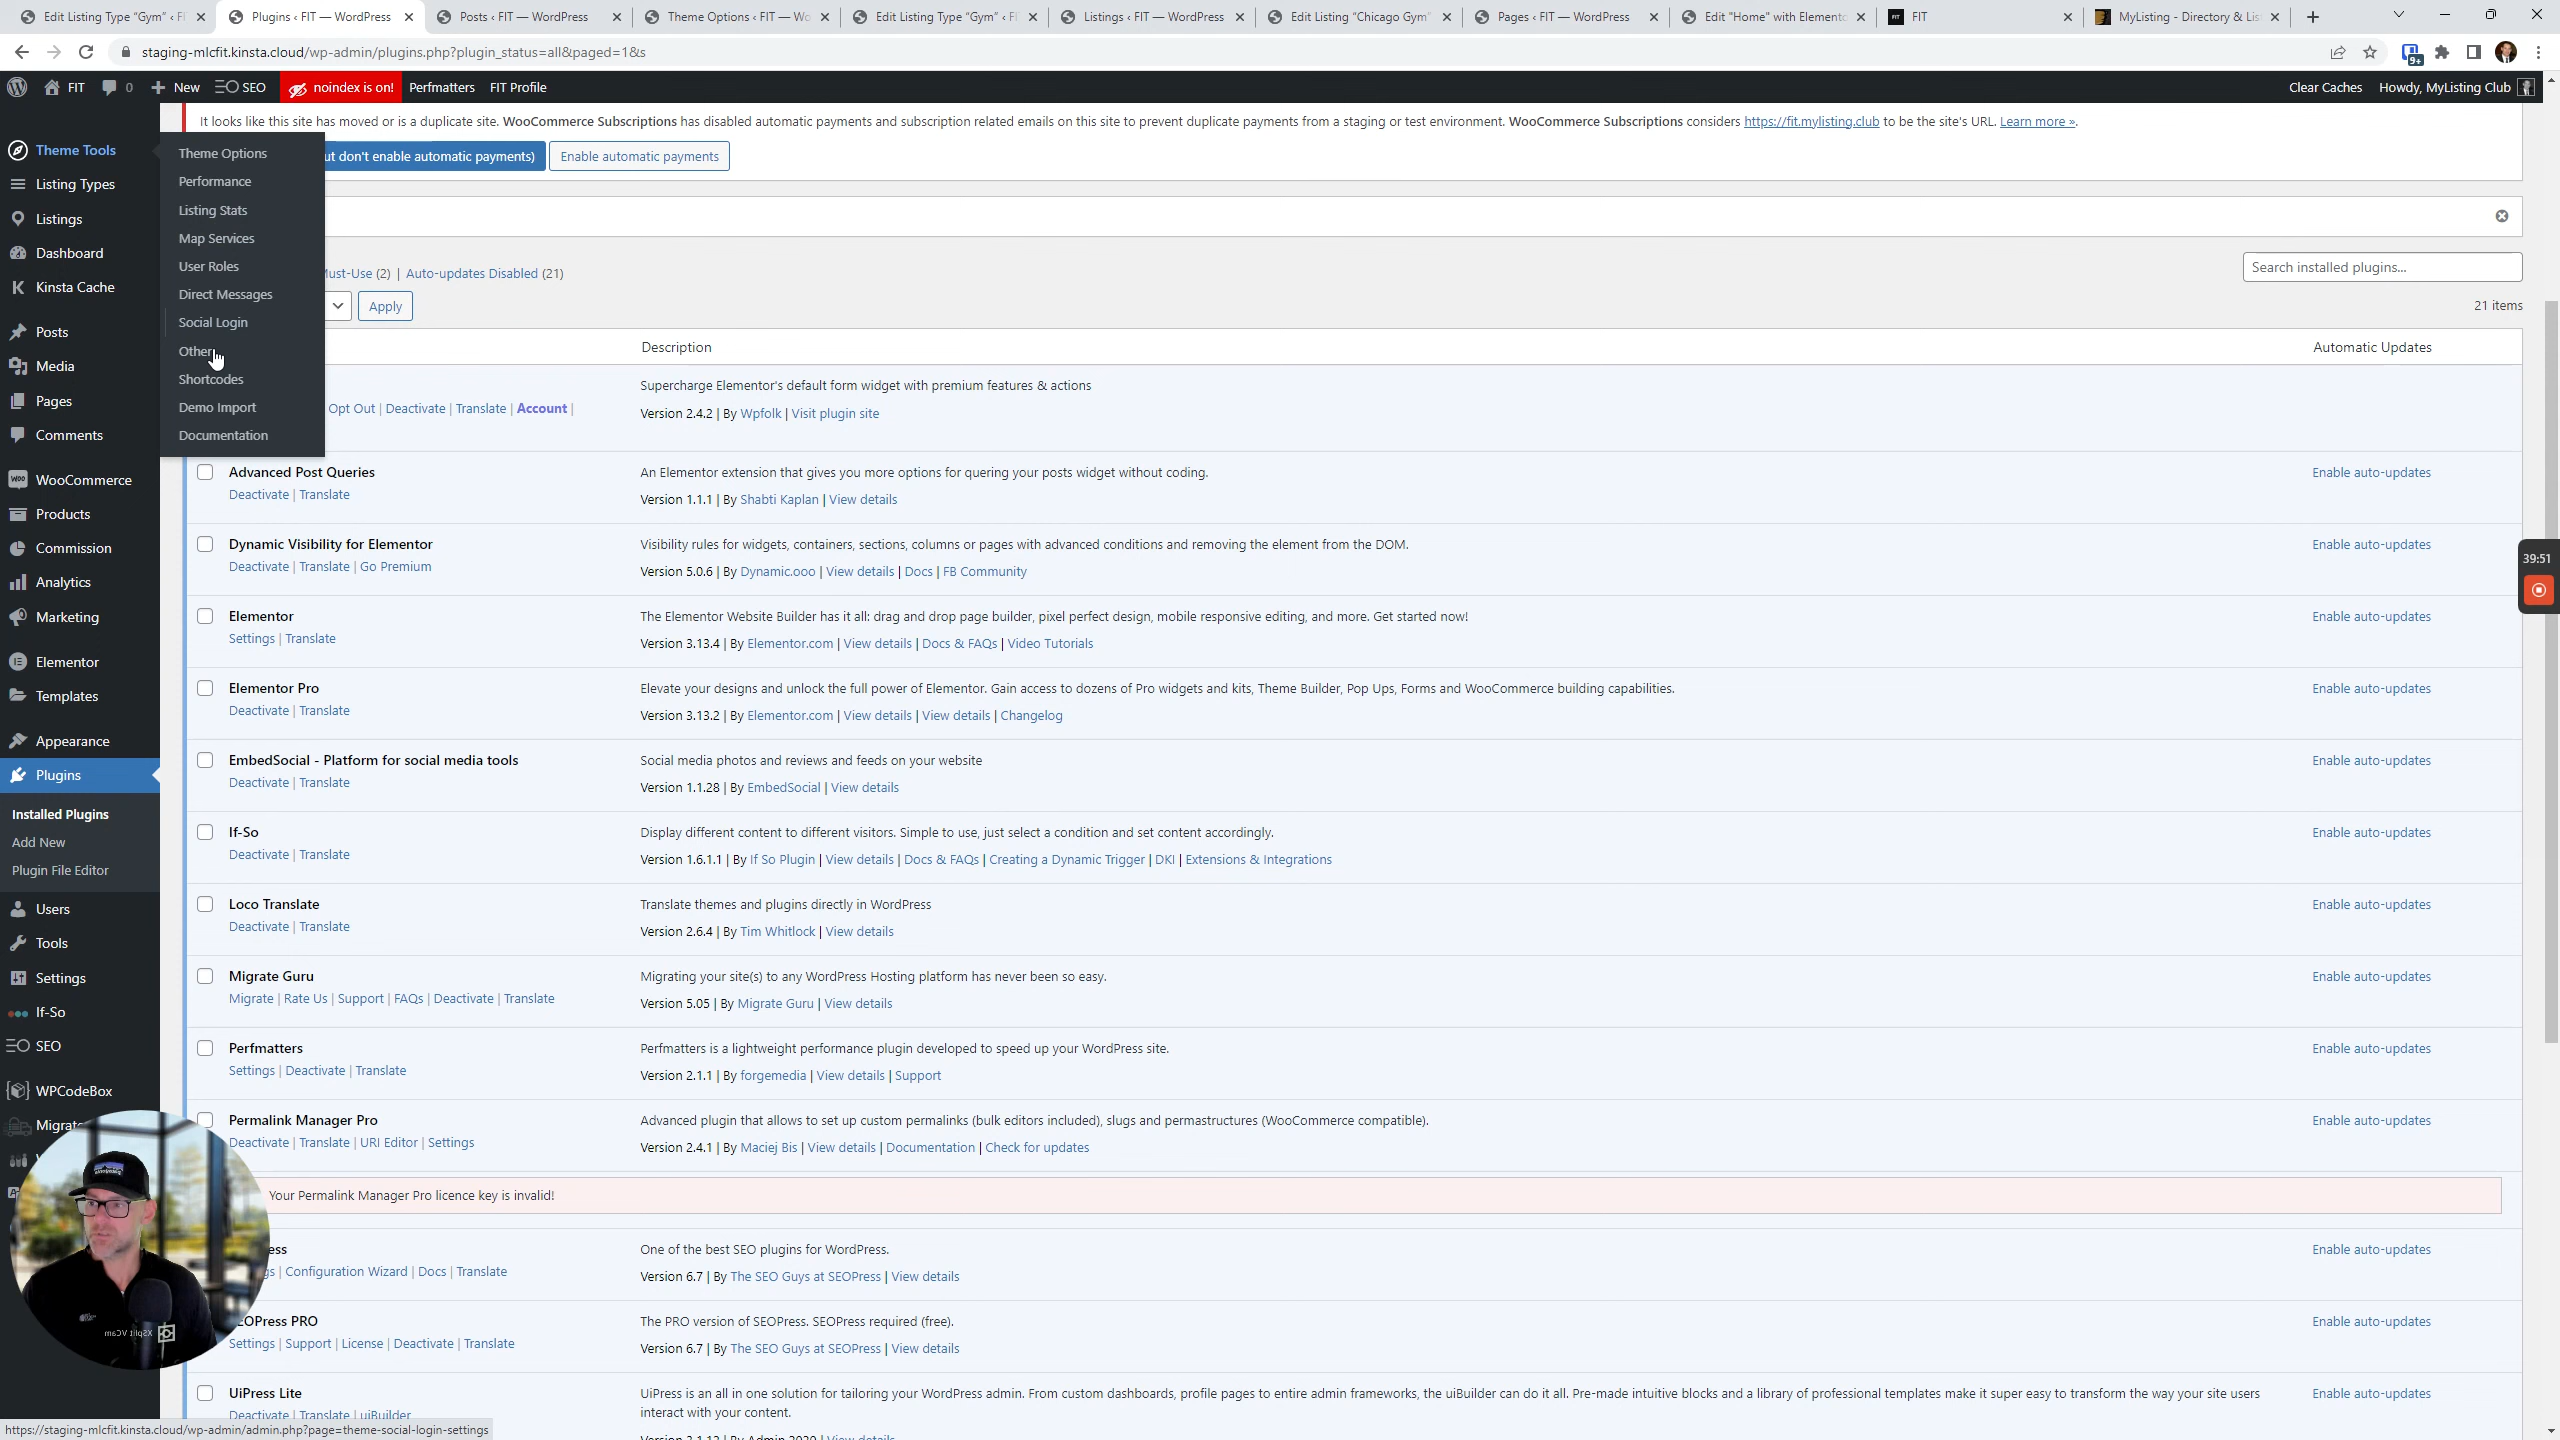 Edit Listing Type "Gym" ‹ FI
Plugins ‹ FIT — WordPress
Posts ‹ FIT — WordPress
Theme Options ‹ FIT — Wo
Edit Listing Type "Gym" ‹ FI
Listings ‹ FIT — WordPress
Edit Listing "Chicago Gym"
Pages ‹ FIT — WordPress
Edit "Home" with Elemento
FIT
MyListing - Directory & Lis
staging-mlcfit.kinsta.cloud/wp-admin/plugins.php?plugin_status=all&paged=1&s
9+
FIT
0
New
SEO
noindex is on!
Perfmatters
FIT Profile
Clear Caches
Howdy, MyListing Club
It looks like this site has moved or is a duplicate site. WooCommerce Subscriptions has disabled automatic payments and subscription related emails on this site to prevent duplicate payments from a staging or test environment. WooCommerce Subscriptions considers https://fit.mylisting.club to be the site's URL. Learn more ».
ut don't enable automatic payments)
Enable automatic payments
Theme Tools
Listing Types
Listings
Dashboard
Kinsta Cache
Posts
Media
Pages
Comments
WooCommerce
Products
Commission
Analytics
Marketing
Elementor
Templates
Appearance
Plugins
Installed Plugins
Add New
Plugin File Editor
Users
Tools
Settings
If-So
SEO
WPCodeBox
Migrat
Theme Options
Performance
Listing Stats
Map Services
User Roles
Direct Messages
Social Login
Other
Shortcodes
Demo Import
Documentation
Must-Use (2) | Auto-updates Disabled (21)
Search installed plugins...
Apply
21 items
Description
Automatic Updates
Supercharge Elementor's default form widget with premium features & actions
Opt Out | Deactivate | Translate | Account |
Version 2.4.2 | By Wpfolk | Visit plugin site
Advanced Post Queries
Deactivate | Translate
An Elementor extension that gives you more options for quering your posts widget without coding.
Version 1.1.1 | By Shabti Kaplan | View details
Enable auto-updates
Dynamic Visibility for Elementor
Deactivate | Translate | Go Premium
Visibility rules for widgets, containers, sections, columns or pages with advanced conditions and removing the element from the DOM.
Version 5.0.6 | By Dynamic.ooo | View details | Docs | FB Community
Enable auto-updates
Elementor
Settings | Translate
The Elementor Website Builder has it all: drag and drop page builder, pixel perfect design, mobile responsive editing, and more. Get started now!
Version 3.13.4 | By Elementor.com | View details | Docs & FAQs | Video Tutorials
Enable auto-updates
Elementor Pro
Deactivate | Translate
Elevate your designs and unlock the full power of Elementor. Gain access to dozens of Pro widgets and kits, Theme Builder, Pop Ups, Forms and WooCommerce building capabilities.
Version 3.13.2 | By Elementor.com | View details | View details | Changelog
Enable auto-updates
EmbedSocial - Platform for social media tools
Deactivate | Translate
Social media photos and reviews and feeds on your website
Version 1.1.28 | By EmbedSocial | View details
Enable auto-updates
If-So
Deactivate | Translate
Display different content to different visitors. Simple to use, just select a condition and set content accordingly.
Version 1.6.1.1 | By If So Plugin | View details | Docs & FAQs | Creating a Dynamic Trigger | DKI | Extensions & Integrations
Enable auto-updates
Loco Translate
Deactivate | Translate
Translate themes and plugins directly in WordPress
Version 2.6.4 | By Tim Whitlock | View details
Enable auto-updates
Migrate Guru
Migrate | Rate Us | Support | FAQs | Deactivate | Translate
Migrating your site(s) to any WordPress Hosting platform has never been so easy.
Version 5.05 | By Migrate Guru | View details
Enable auto-updates
Perfmatters
Settings | Deactivate | Translate
Perfmatters is a lightweight performance plugin developed to speed up your WordPress site.
Version 2.1.1 | By forgemedia | View details | Support
Enable auto-updates
Permalink Manager Pro
Deactivate | Translate | URI Editor | Settings
Advanced plugin that allows to set up custom permalinks (bulk editors included), slugs and permastructures (WooCommerce compatible).
Version 2.4.1 | By Maciej Bis | View details | Documentation | Check for updates
Enable auto-updates
Your Permalink Manager Pro licence key is invalid!
ess
gs | Configuration Wizard | Docs | Translate
One of the best SEO plugins for WordPress.
Version 6.7 | By The SEO Guys at SEOPress | View details
Enable auto-updates
SEOPress PRO
Settings | Support | License | Deactivate | Translate
The PRO version of SEOPress. SEOPress required (free).
Version 6.7 | By The SEO Guys at SEOPress | View details
Enable auto-updates
UiPress Lite
Deactivate | Translate | uiBuilder
UiPress is an all in one solution for tailoring your WordPress admin. From custom dashboards, profile pages to entire admin frameworks, the uiBuilder can do it all. Pre-made intuitive blocks and a library of professional templates make it super easy to transform the way your site users
interact with your content.
Enable auto-updates
39:51
XSplit VCam
https://staging-mlcfit.kinsta.cloud/wp-admin/admin.php?page=theme-social-login-settings